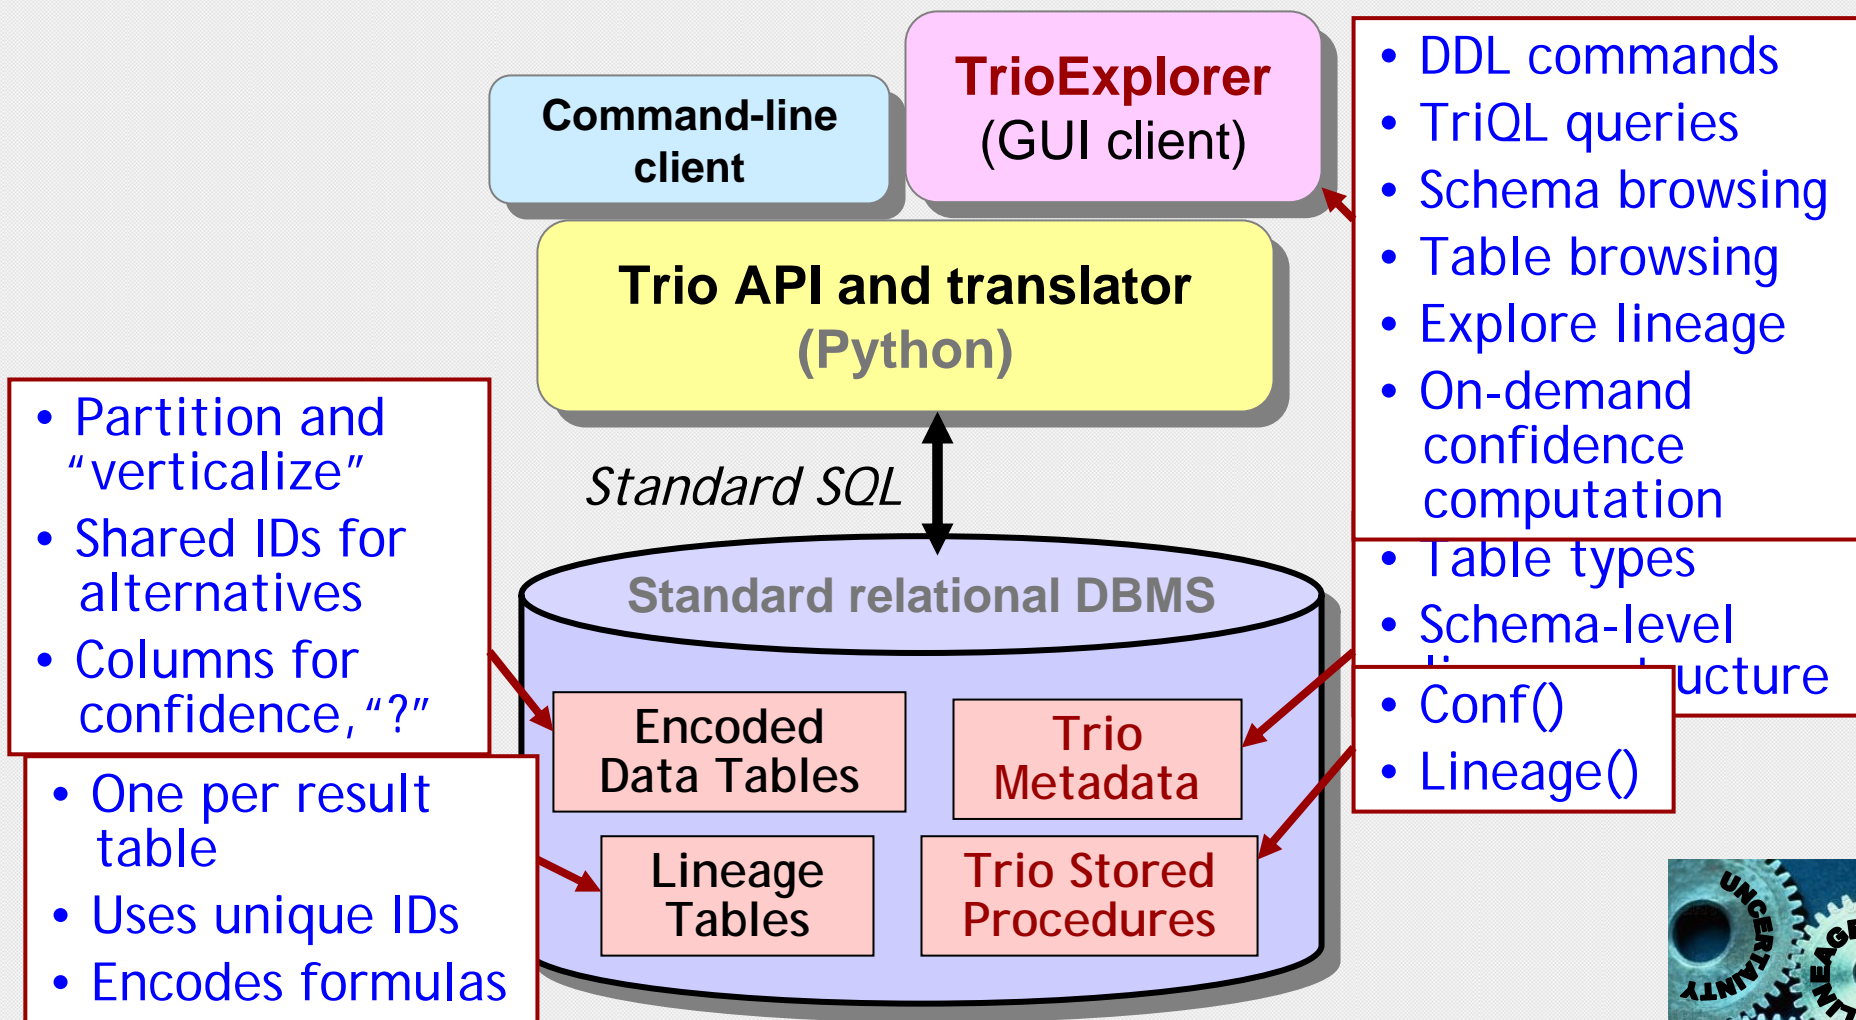 TrioExplorer
(GUI client)
Command-line
client
Trio API and translator
(Python)
Standard SQL
Standard relational DBMS
Encoded
Data Tables
Trio
Metadata
Lineage
Tables
Trio Stored
Procedures
• Partition and
“verticalize”
• Shared IDs for
alternatives
• Columns for
confidence, “?”
• One per result
table
• Uses unique IDs
• Encodes formulas
• DDL commands
• TriQL queries
• Schema browsing
• Table browsing
• Explore lineage
• On-demand
confidence
computation
• Table types
• Schema-level
• Conf()
• Lineage()
UNCERTAINTY
LINEAGE